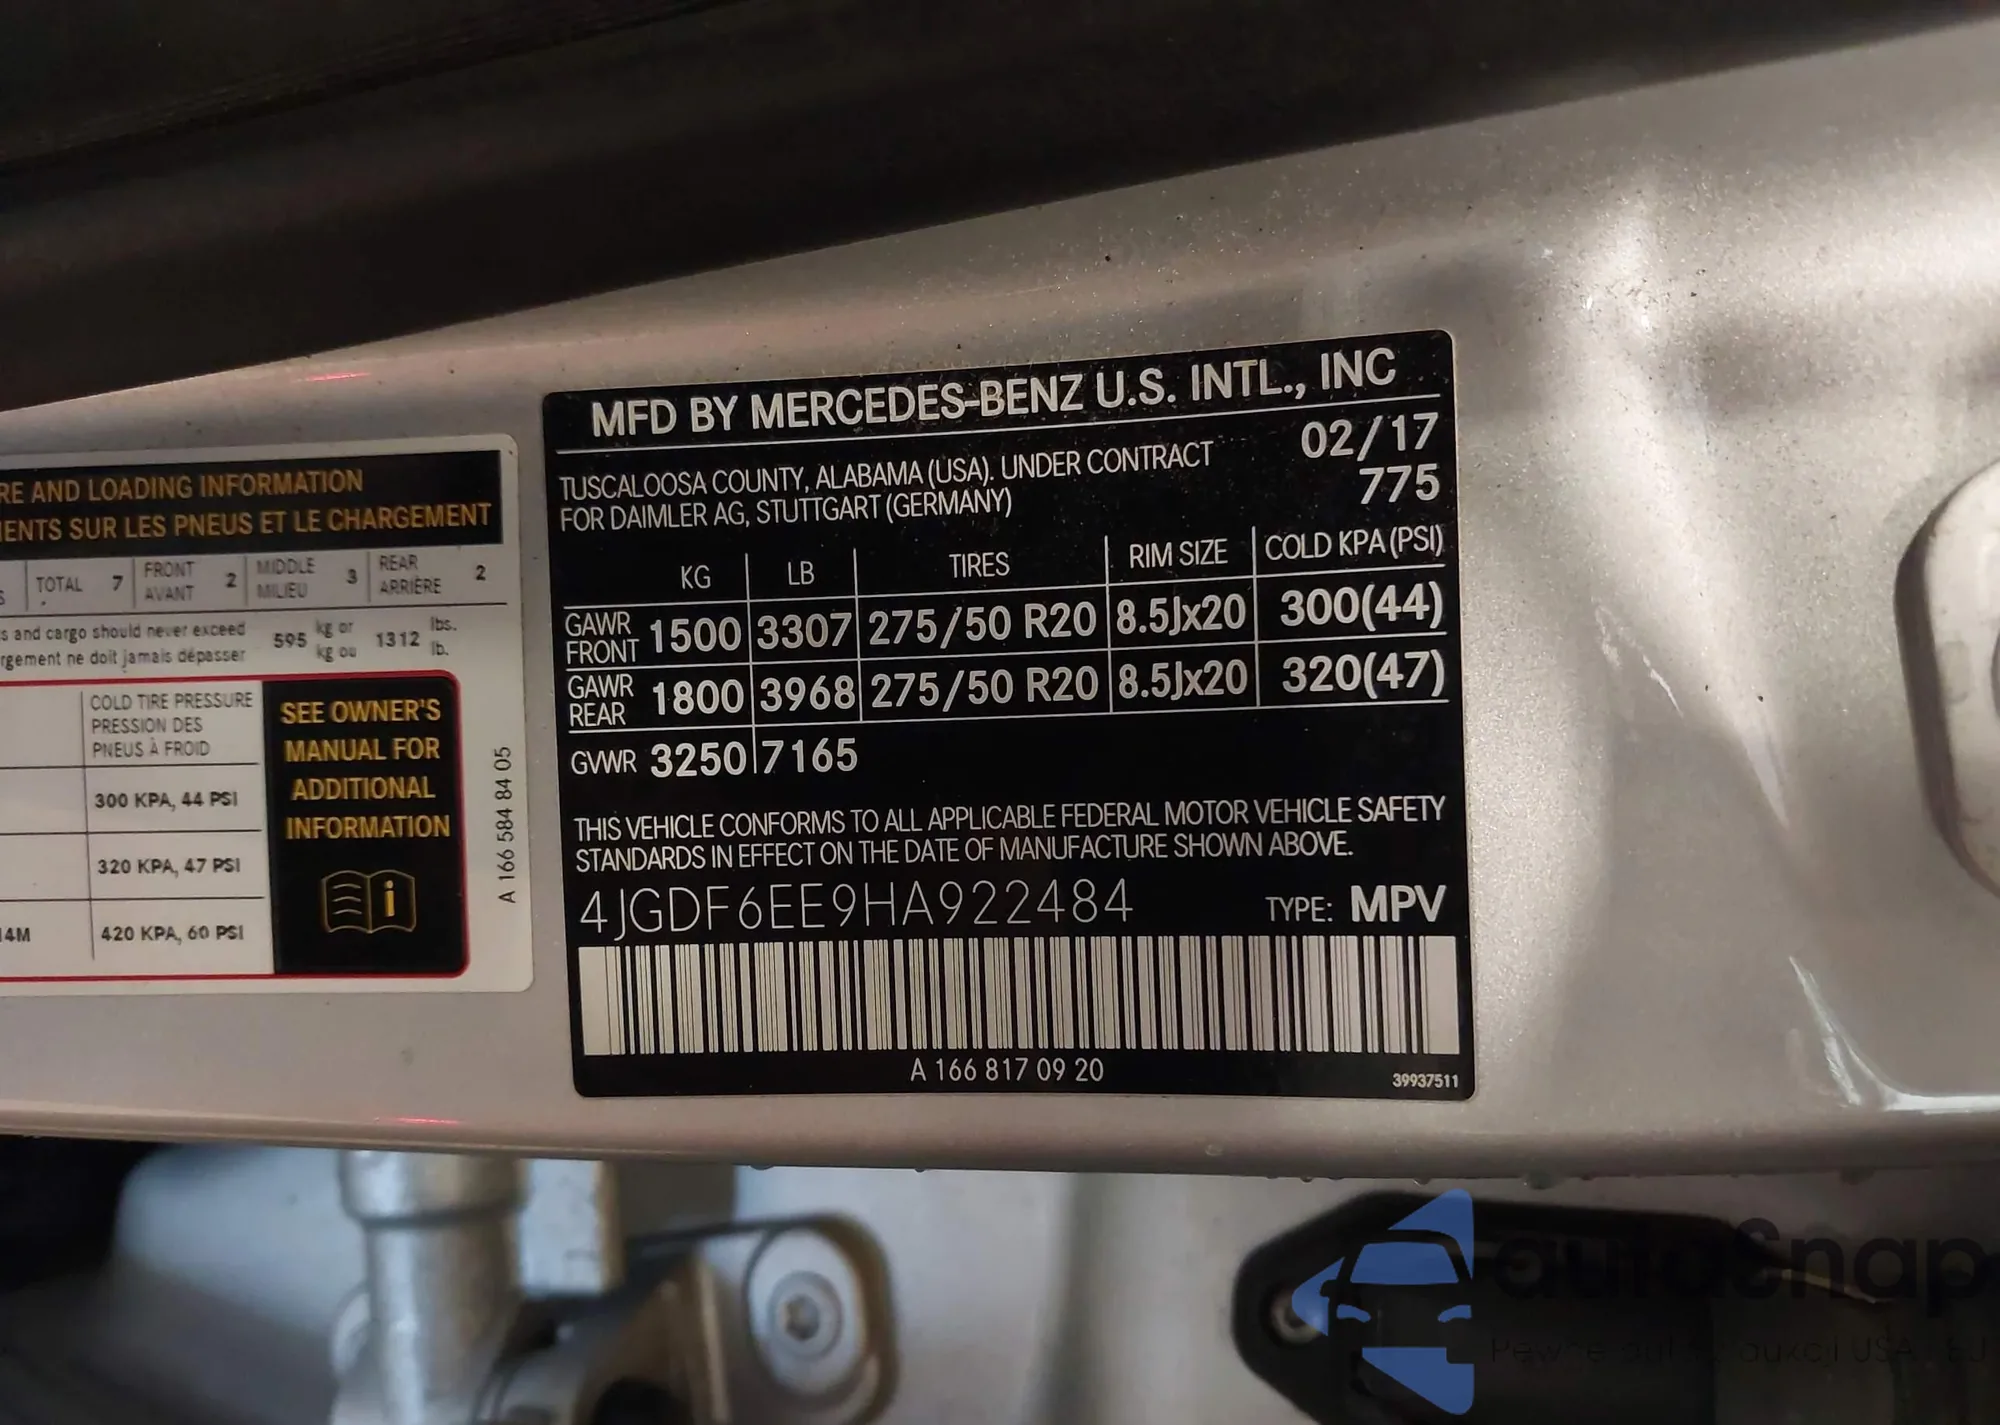 MFD BY MERCEDES-BENZ U.S. INTL., INC
TUSCALOOSA COUNTY, ALABAMA (USA). UNDER CONTRACT
FOR DAIMLER AG, STUTTGART (GERMANY)
02/17
775
KG LB TIRES RIM SIZE COLD KPA (PSI)
GAWR FRONT 1500 3307 275/50 R20 8.5Jx20 300(44)
GAWR REAR 1800 3968 275/50 R20 8.5Jx20 320(47)
GVWR 3250 7165
THIS VEHICLE CONFORMS TO ALL APPLICABLE FEDERAL MOTOR VEHICLE SAFETY
STANDARDS IN EFFECT ON THE DATE OF MANUFACTURE SHOWN ABOVE.
4JGDF6EE9HA922484 TYPE: MPV
A 166 817 09 20
39937511
RE AND LOADING INFORMATION
ENTS SUR LES PNEUS ET LE CHARGEMENT
S TOTAL 7 FRONT AVANT 2 MIDDLE MILIEU 3 REAR ARRIÈRE 2
s and cargo should never exceed 595 kg or 1312 lbs.
rgement ne doit jamais dépasser kg ou lb.
COLD TIRE PRESSURE
PRESSION DES
PNEUS À FROID
300 KPA, 44 PSI
320 KPA, 47 PSI
14M 420 KPA, 60 PSI
SEE OWNER'S
MANUAL FOR
ADDITIONAL
INFORMATION
i
A 166 584 84 05
autoSnap
USA